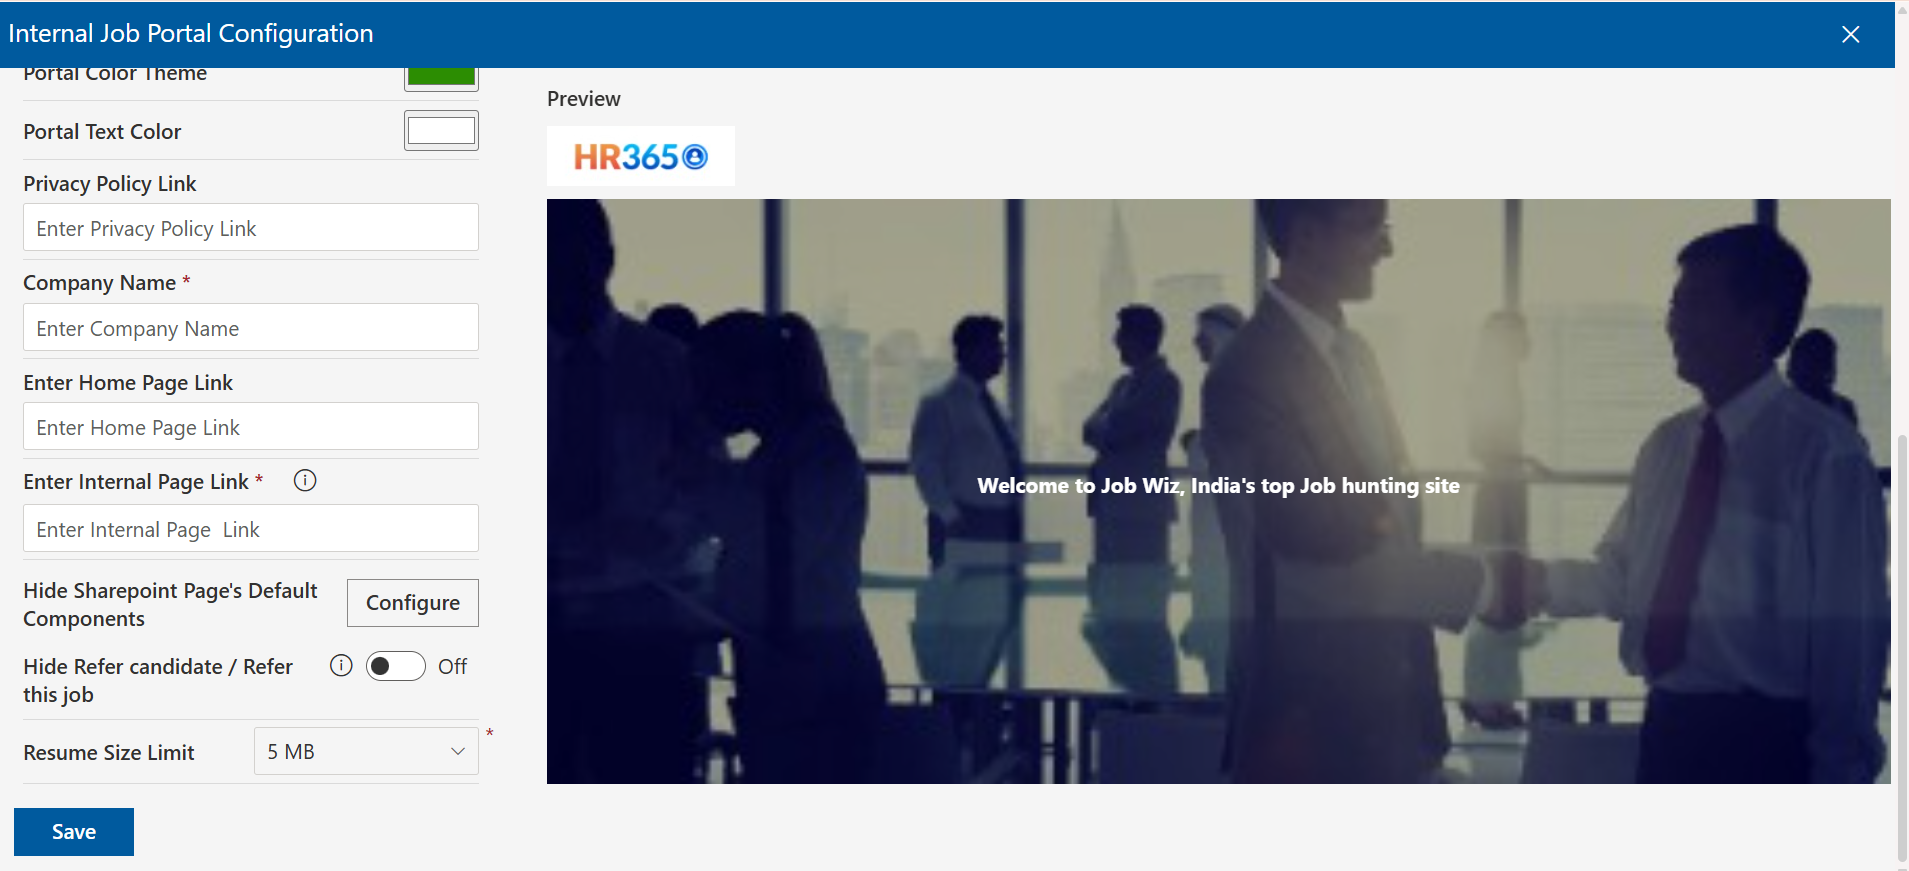 Internal Job Portal Configuration
Portal Color Theme
Portal Text Color
Privacy Policy Link
Enter Privacy Policy Link
Company Name *
Enter Company Name
Enter Home Page Link
Enter Home Page Link
Enter Internal Page Link *
Enter Internal Page  Link
Hide Sharepoint Page's Default
Components
Configure
Hide Refer candidate / Refer
this job
Off
Resume Size Limit
5 MB
*
Save
Preview
HR365
Welcome to Job Wiz, India's top Job hunting site